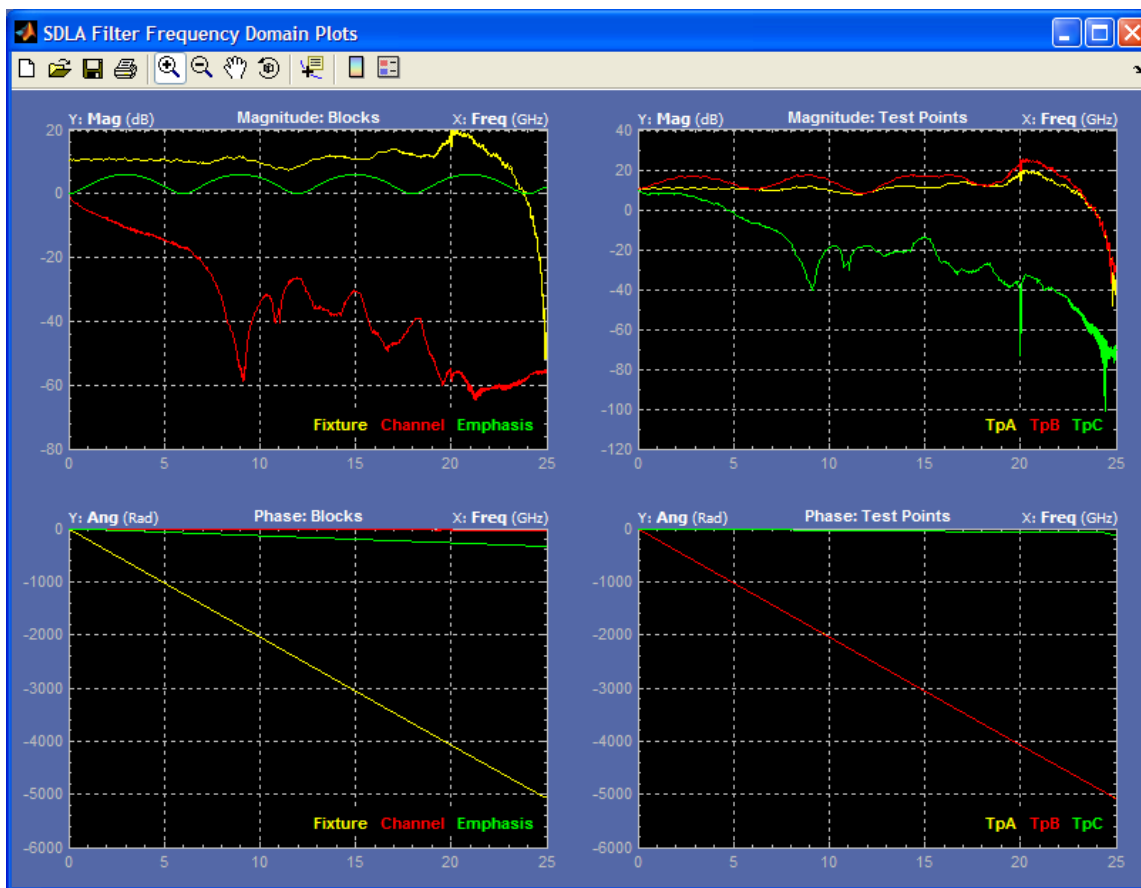 SDLA Filter Frequency Domain Plots
Y: Mag (dB) Magnitude: Blocks X: Freq (GHz)
20
0
-20
-40
-60
-80
Fixture Channel Emphasis
0 5 10 15 20 25
Y: Mag (dB) Magnitude: Test Points X: Freq (GHz)
40
20
0
-20
-40
-60
-80
-100
-120
TpA TpB TpC
0 5 10 15 20 25
Y: Ang (Rad) Phase: Blocks X: Freq (GHz)
0
-1000
-2000
-3000
-4000
-5000
-6000
Fixture Channel Emphasis
0 5 10 15 20 25
Y: Ang (Rad) Phase: Test Points X: Freq (GHz)
0
-1000
-2000
-3000
-4000
-5000
-6000
TpA TpB TpC
0 5 10 15 20 25